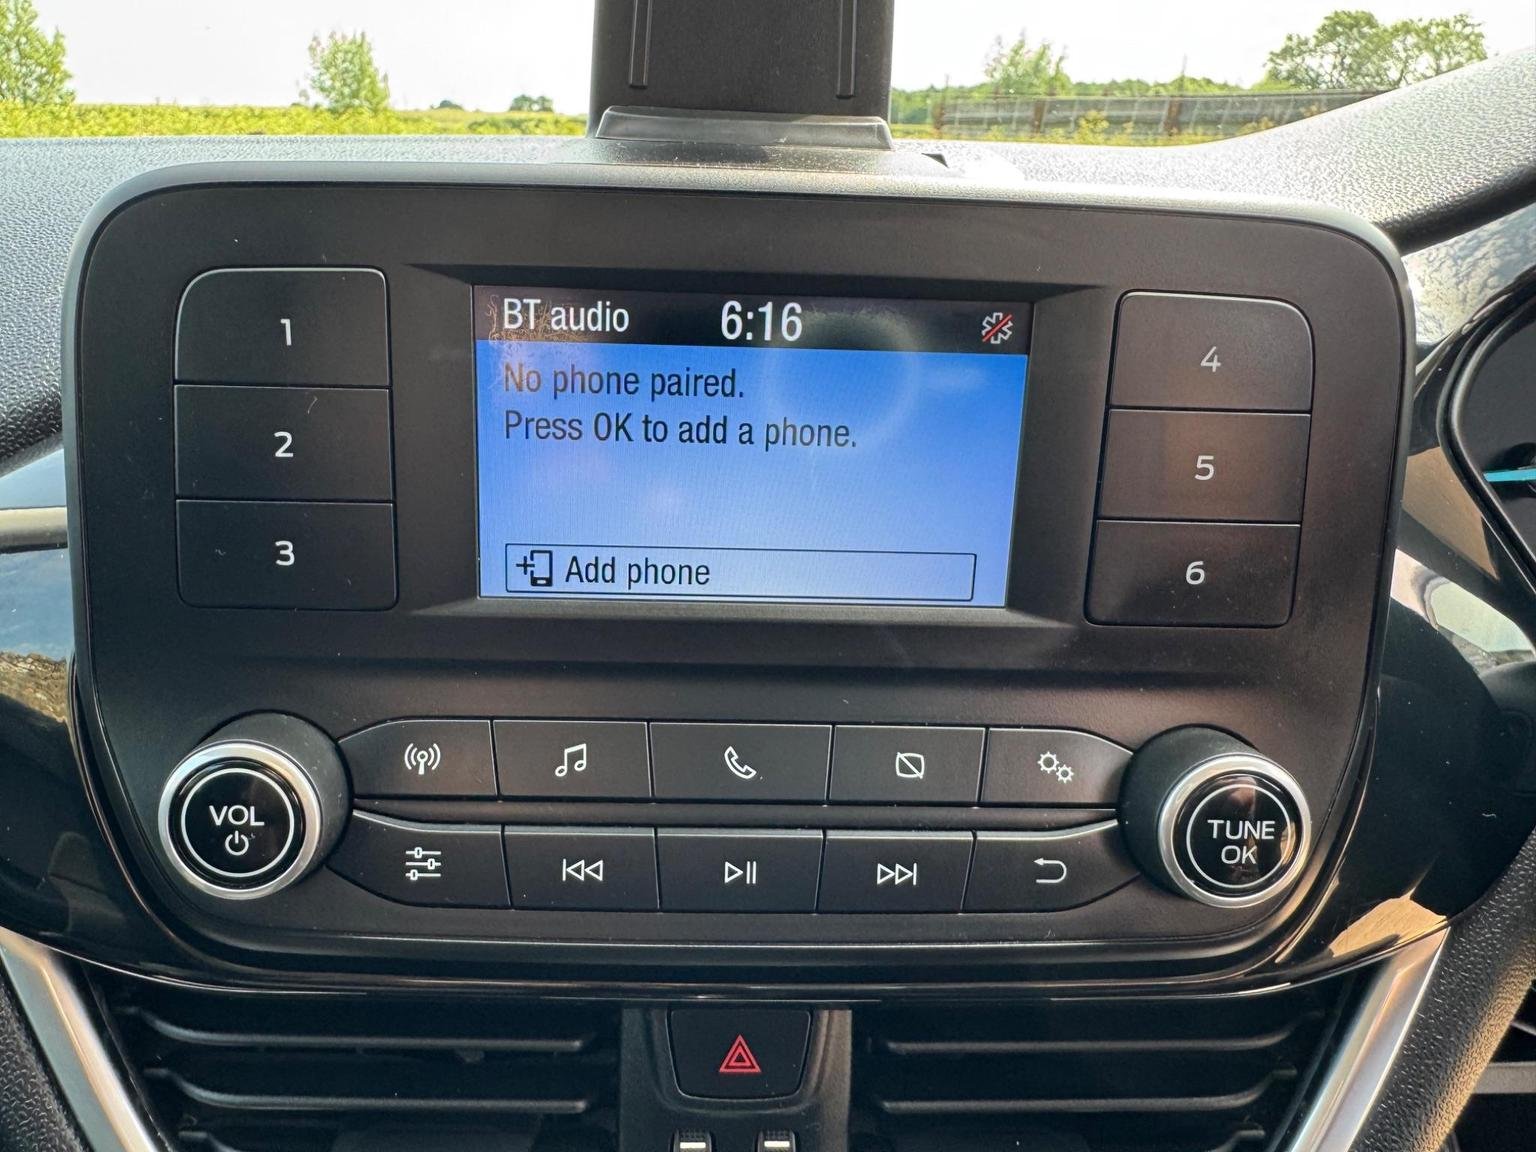 BT audio 6:16
No phone paired.
Press OK to add a phone.
Add phone
1
2
3
4
5
6
VOL
TUNE
OK